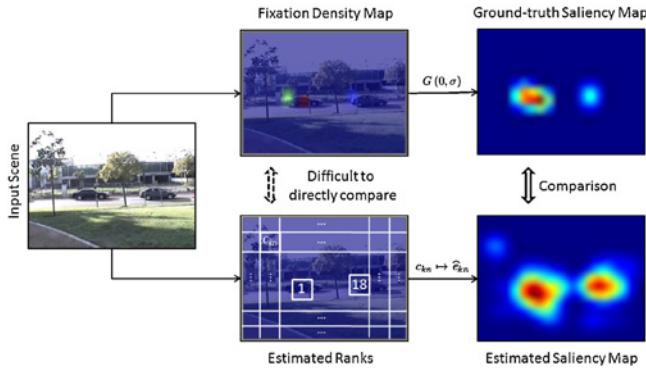 Fixation Density Map
Ground-truth Saliency Map
G (0, σ)
Input Scene
Difficult to
directly compare
Comparison
...
c_kn
...
1
18
...
...
c_kn ↦ ĉ_kn
Estimated Ranks
Estimated Saliency Map